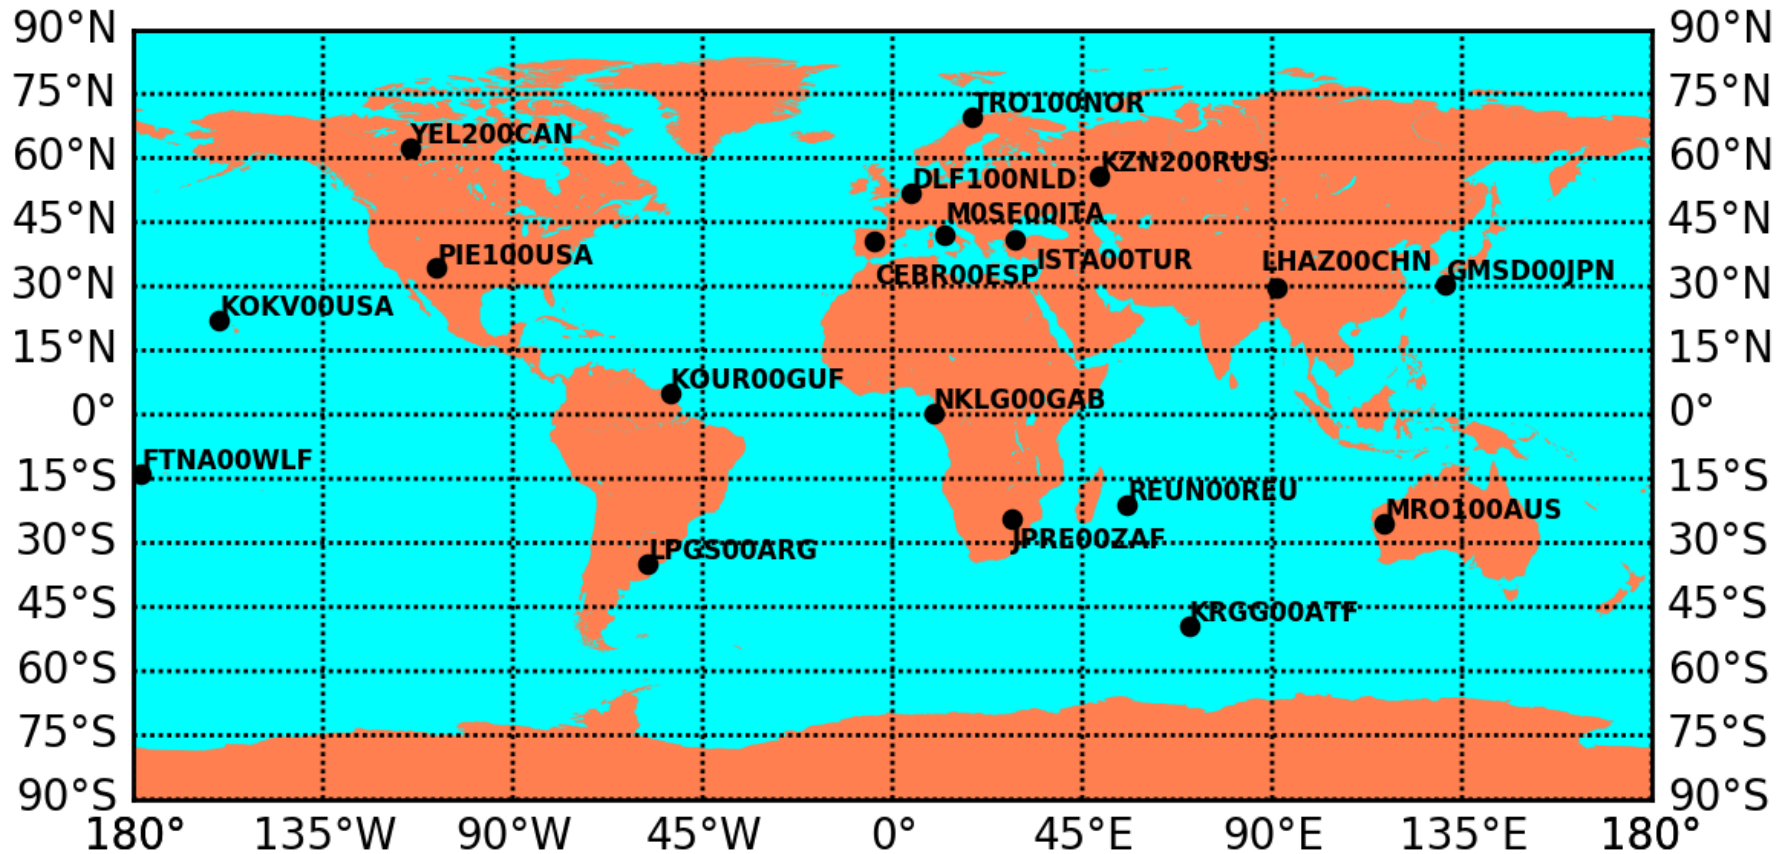 90°N 90°N
75°N 75°N
TRO100NOR
YEL200CAN
60°N 60°N
KZN200RUS
DLF100NLD
M0SE00ITA
45°N 45°N
PIE100USA
ISTA00TUR
LHAZ00CHN
GMSD00JPN
CEBR00ESP
30°N 30°N
KOKV00USA
15°N 15°N
KOUR00GUF
NKLG00GAB
0° 0°
FTNA00WLF
15°S 15°S
REUN00REU
MRO100AUS
JPRE00ZAF
30°S 30°S
LPGS00ARG
45°S 45°S
KRGG00ATF
60°S 60°S
75°S 75°S
90°S 90°S
180° 135°W 90°W 45°W 0° 45°E 90°E 135°E 180°